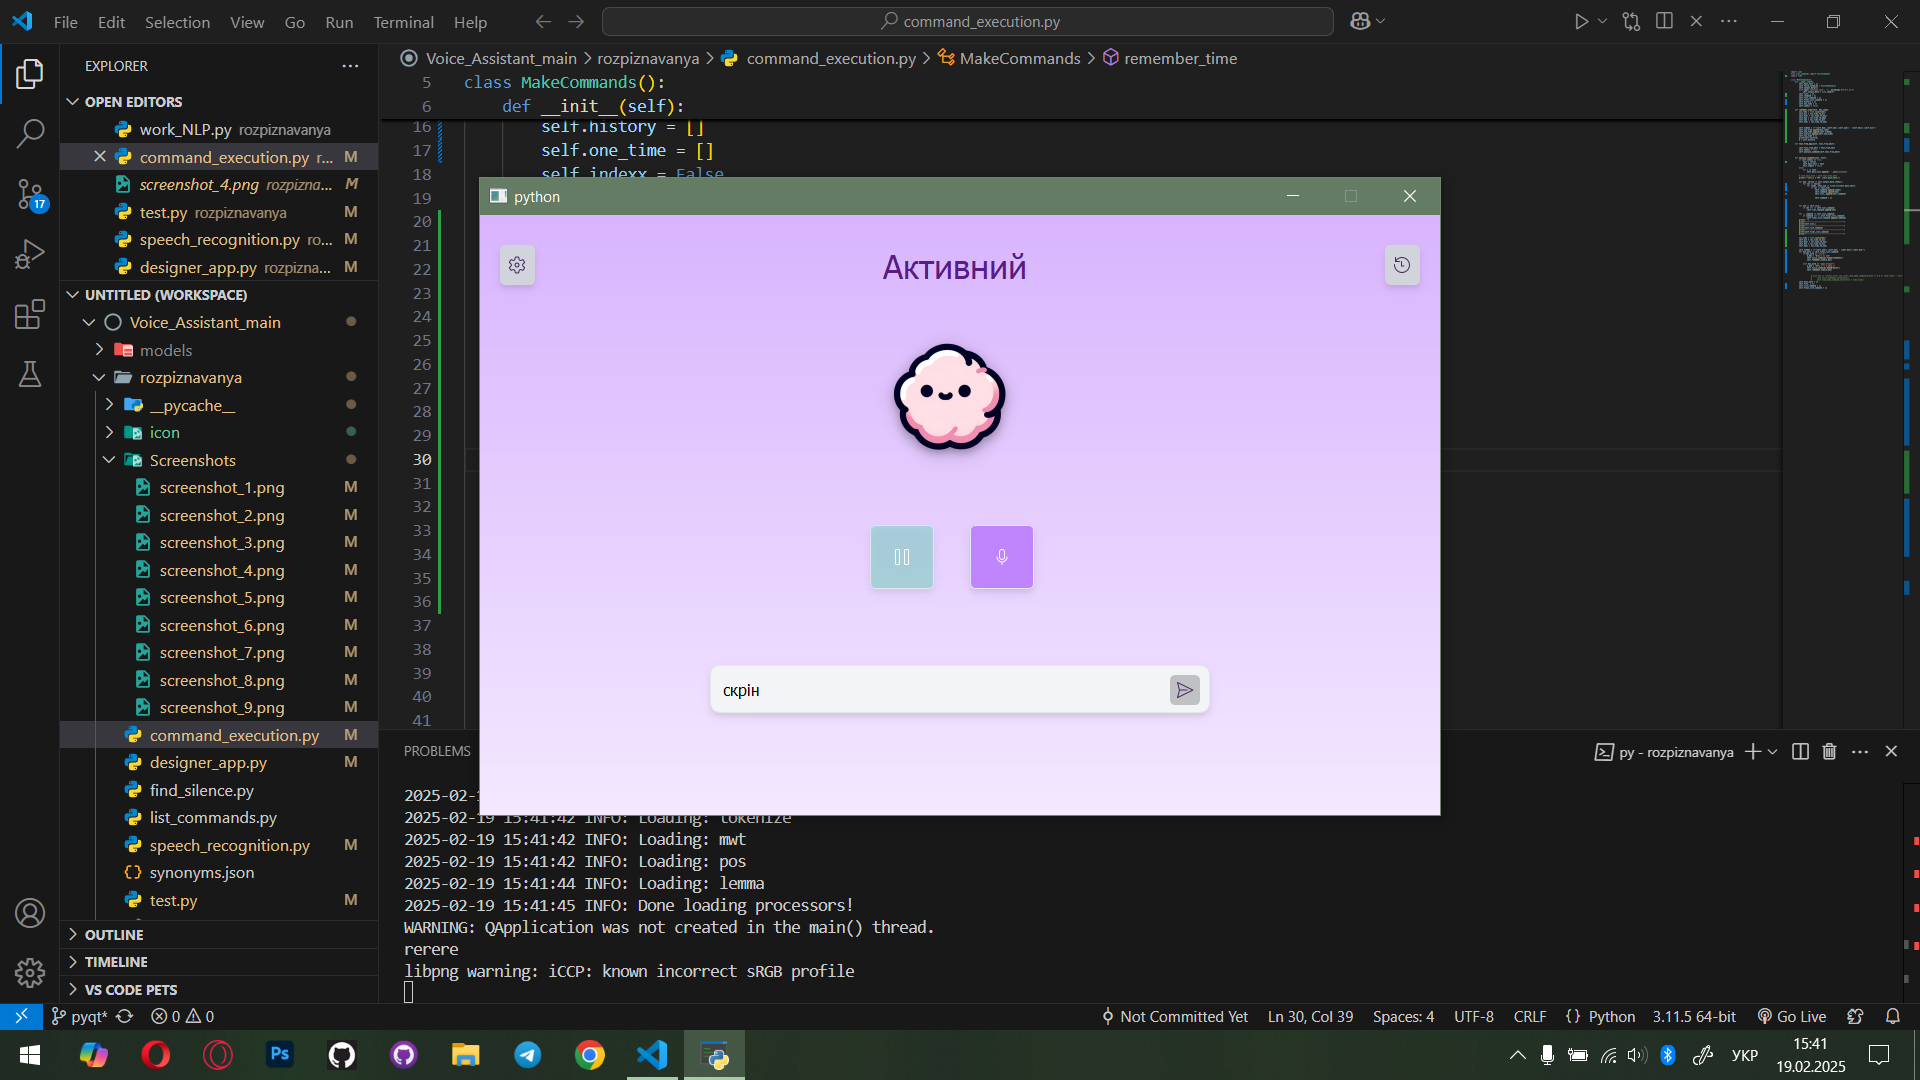 File Edit Selection View Go Run Terminal Help
command_execution.py
EXPLORER
OPEN EDITORS
work_NLP.py rozpiznavanya
command_execution.py r... M
screenshot_4.png rozpizna... M
test.py rozpiznavanya M
speech_recognition.py ro... M
designer_app.py rozpizna... M
UNTITLED (WORKSPACE)
Voice_Assistant_main
models
rozpiznavanya
__pycache__
icon
Screenshots
screenshot_1.png M
screenshot_2.png M
screenshot_3.png M
screenshot_4.png M
screenshot_5.png M
screenshot_6.png M
screenshot_7.png M
screenshot_8.png M
screenshot_9.png M
command_execution.py M
designer_app.py M
find_silence.py
list_commands.py
speech_recognition.py M
synonyms.json
test.py M
OUTLINE
TIMELINE
VS CODE PETS
17
Voice_Assistant_main > rozpiznavanya > command_execution.py > MakeCommands > remember_time
5 class MakeCommands():
6 def __init__(self):
16 self.history = []
17 self.one_time = []
18 self.indexx = False
19
20
21
22
23
24
25
26
27
28
29
30
31
32
33
34
35
36
37
38
39
40
41
python
Активний
скрін
PROBLEMS
py - rozpiznavanya
2025-02-1
2025-02-19 15:41:42 INFO: Loading: tokenize
2025-02-19 15:41:42 INFO: Loading: mwt
2025-02-19 15:41:42 INFO: Loading: pos
2025-02-19 15:41:44 INFO: Loading: lemma
2025-02-19 15:41:45 INFO: Done loading processors!
WARNING: QApplication was not created in the main() thread.
rerere
libpng warning: iCCP: known incorrect sRGB profile
pyqt* 0 0
Not Committed Yet Ln 30, Col 39 Spaces: 4 UTF-8 CRLF {} Python 3.11.5 64-bit Go Live
Ps
УКР
15:41
19.02.2025